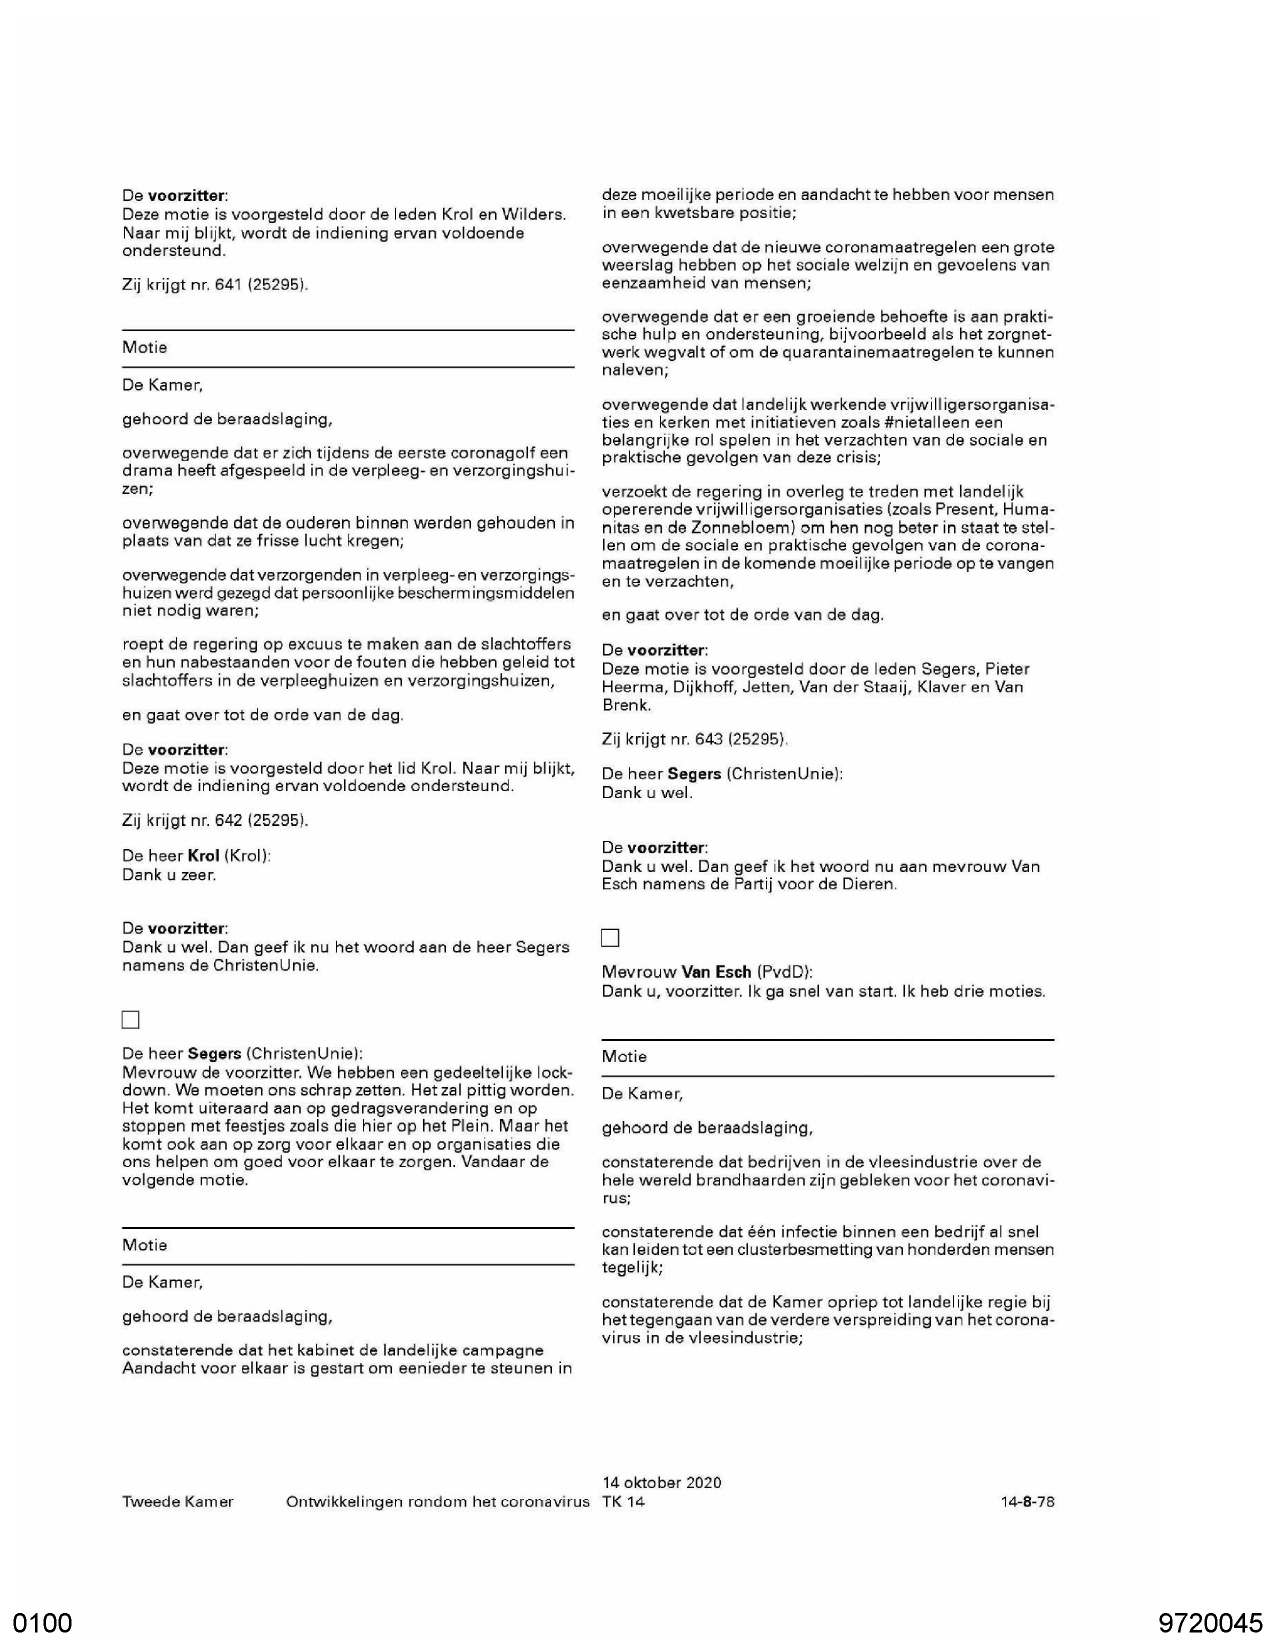 De voorzitter:
Deze motie is voorgesteld door de leden Krol en Wilders.
Naar mij blijkt, wordt de indiening ervan voldoende
ondersteund.
Zij krijgt nr. 641 (25295).
Motie
De Kamer,
gehoord de beraadslaging,
overwegende dat er zich tijdens de eerste coronagolf een
drama heeft afgespeeld in de verpleeg- en verzorgingshui-
zen;
overwegende dat de ouderen binnen werden gehouden in
plaats van dat ze frisse lucht kregen;
overwegende dat verzorgenden in verpleeg- en verzorgings-
huizen werd gezegd dat persoonlijke beschermingsmiddelen
niet nodig waren;
roept de regering op excuus te maken aan de slachtoffers
en hun nabestaanden voor de fouten die hebben geleid tot
slachtoffers in de verpleeghuizen en verzorgingshuizen,
en gaat over tot de orde van de dag.
De voorzitter:
Deze motie is voorgesteld door het lid Krol. Naar mij blijkt,
wordt de indiening ervan voldoende ondersteund.
Zij krijgt nr. 642 (25295).
De heer Krol (Krol):
Dank u zeer.
De voorzitter:
Dank u wel. Dan geef ik nu het woord aan de heer Segers
namens de ChristenUnie.
De heer Segers (ChristenUnie):
Mevrouw de voorzitter. We hebben een gedeeltelijke lock-
down. We moeten ons schrap zetten. Het zal pittig worden.
Het komt uiteraard aan op gedragsverandering en op
stoppen met feestjes zoals die hier op het Plein. Maar het
komt ook aan op zorg voor elkaar en op organisaties die
ons helpen om goed voor elkaar te zorgen. Vandaar de
volgende motie.
Motie
De Kamer,
gehoord de beraadslaging,
constaterende dat het kabinet de landelijke campagne
Aandacht voor elkaar is gestart om eenieder te steunen in
deze moeilijke periode en aandacht te hebben voor mensen
in een kwetsbare positie;
overwegende dat de nieuwe coronamaatregelen een grote
weerslag hebben op het sociale welzijn en gevoelens van
eenzaamheid van mensen;
overwegende dat er een groeiende behoefte is aan prakti-
sche hulp en ondersteuning, bijvoorbeeld als het zorgnet-
werk wegvalt of om de quarantainemaatregelen te kunnen
naleven;
overwegende dat landelijk werkende vrijwilligersorganisa-
ties en kerken met initiatieven zoals #nietalleen een
belangrijke rol spelen in het verzachten van de sociale en
praktische gevolgen van deze crisis;
verzoekt de regering in overleg te treden met landelijk
opererende vrijwilligersorganisaties (zoals Present, Huma-
nitas en de Zonnebloem) om hen nog beter in staat te stel-
len om de sociale en praktische gevolgen van de corona-
maatregelen in de komende moeilijke periode op te vangen
en te verzachten,
en gaat over tot de orde van de dag.
De voorzitter:
Deze motie is voorgesteld door de leden Segers, Pieter
Heerma, Dijkhoff, Jetten, Van der Staaij, Klaver en Van
Brenk.
Zij krijgt nr. 643 (25295).
De heer Segers (ChristenUnie):
Dank u wel.
De voorzitter:
Dank u wel. Dan geef ik het woord nu aan mevrouw Van
Esch namens de Partij voor de Dieren.
Mevrouw Van Esch (PvdD):
Dank u, voorzitter. Ik ga snel van start. Ik heb drie moties.
Motie
De Kamer,
gehoord de beraadslaging,
constaterende dat bedrijven in de vleesindustrie over de
hele wereld brandhaarden zijn gebleken voor het coronavi-
rus;
constaterende dat één infectie binnen een bedrijf al snel
kan leiden tot een clusterbesmetting van honderden mensen
tegelijk;
constaterende dat de Kamer opriep tot landelijke regie bij
het tegengaan van de verdere verspreiding van het corona-
virus in de vleesindustrie;
14 oktober 2020
Tweede Kamer Ontwikkelingen rondom het coronavirus TK 14 14-8-78
0100 9720045